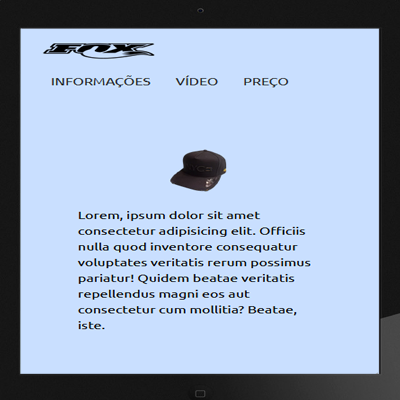 FOX
INFORMAÇÕES VÍDEO PREÇO
Lorem, ipsum dolor sit amet
consectetur adipisicing elit. Officiis
nulla quod inventore consequatur
voluptates veritatis rerum possimus
pariatur! Quidem beatae veritatis
repellendus magni eos aut
consectetur cum mollitia? Beatae,
iste.